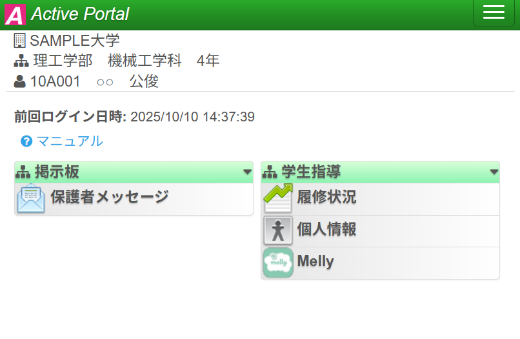 A Active Portal
SAMPLE大学
理工学部　機械工学科　4年
10A001　○○　公俊
前回ログイン日時: 2025/10/10 14:37:39
マニュアル
掲示板
保護者メッセージ
学生指導
履修状況
個人情報
melly Melly